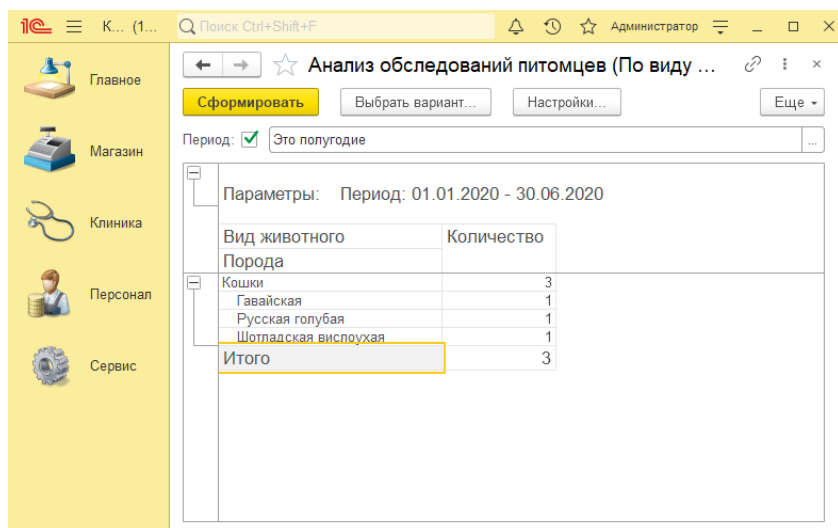 1С К... (1... Поиск Ctrl+Shift+F Администратор
Главное
Магазин
Клиника
Персонал
Сервис
Анализ обследований питомцев (По виду ...
Сформировать Выбрать вариант... Настройки... Еще
Период: Это полугодие ...
Параметры: Период: 01.01.2020 - 30.06.2020
Вид животного Количество
Порода
Кошки 3
Гавайская 1
Русская голубая 1
Шотладская вислоухая 1
Итого 3